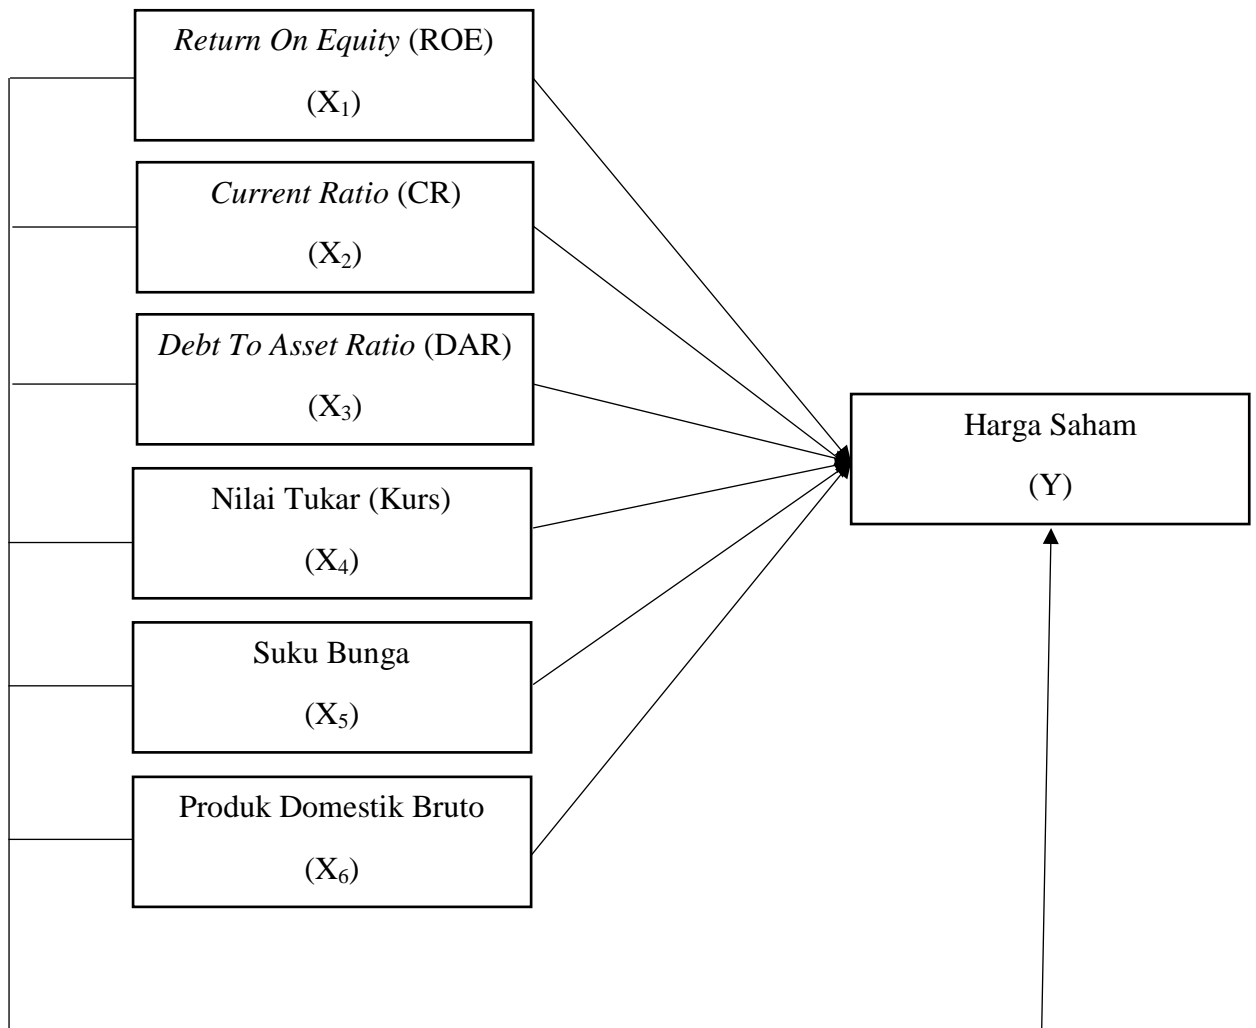 Return On Equity (ROE)
(X₁)
Current Ratio (CR)
(X₂)
Debt To Asset Ratio (DAR)
(X₃)
Harga Saham
(Y)
Nilai Tukar (Kurs)
(X₄)
Suku Bunga
(X₅)
Produk Domestik Bruto
(X₆)